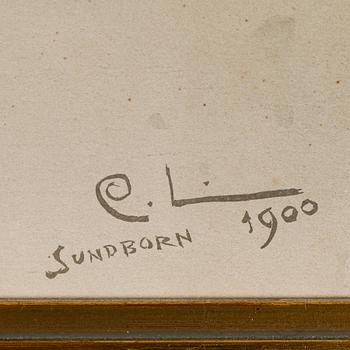 C. L.
1900
SUNDBORN